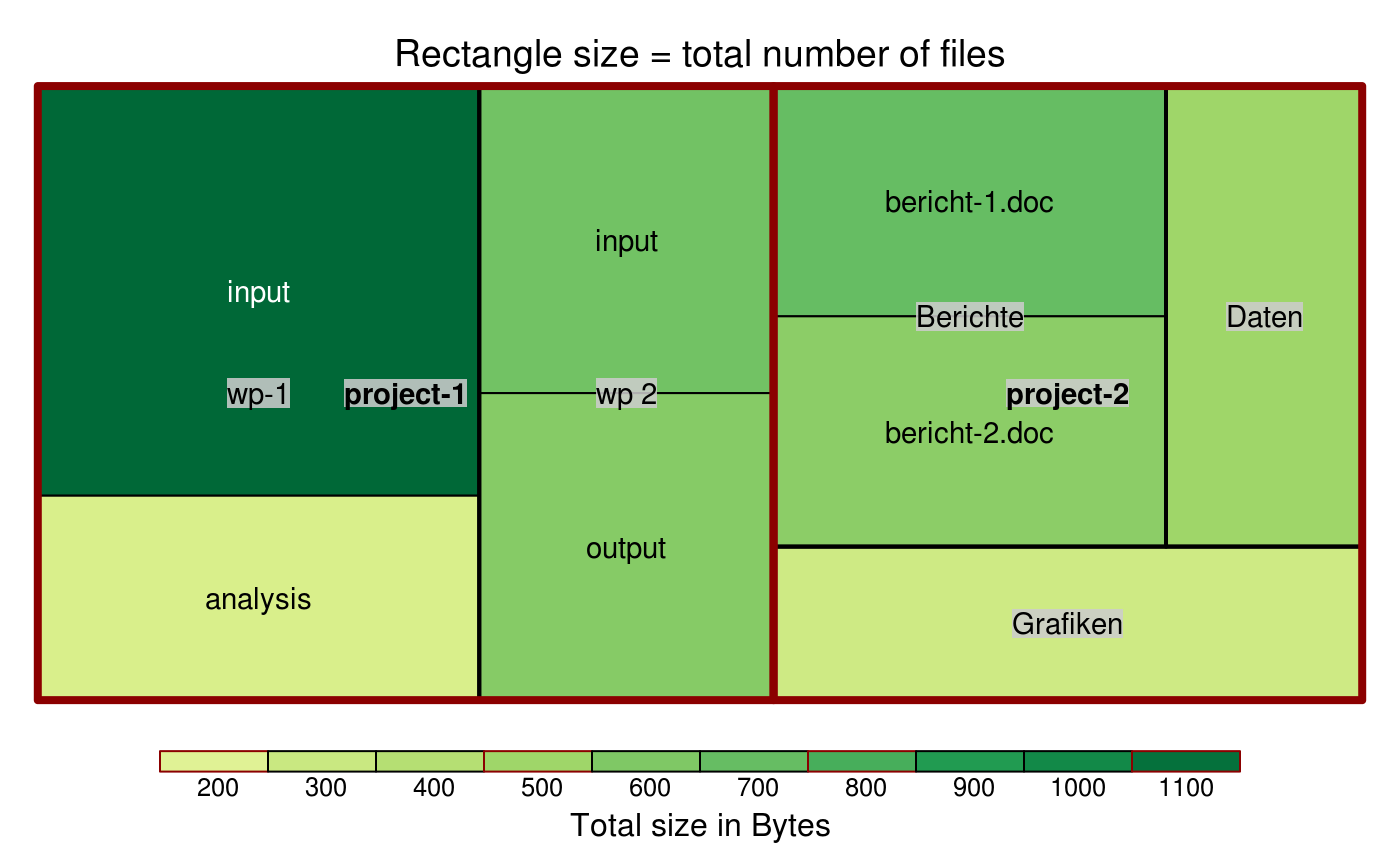 Rectangle size = total number of files
input
wp-1
project-1
analysis
input
wp 2
output
bericht-1.doc
Berichte
project-2
bericht-2.doc
Daten
Grafiken
200 300 400 500 600 700 800 900 1000 1100
Total size in Bytes